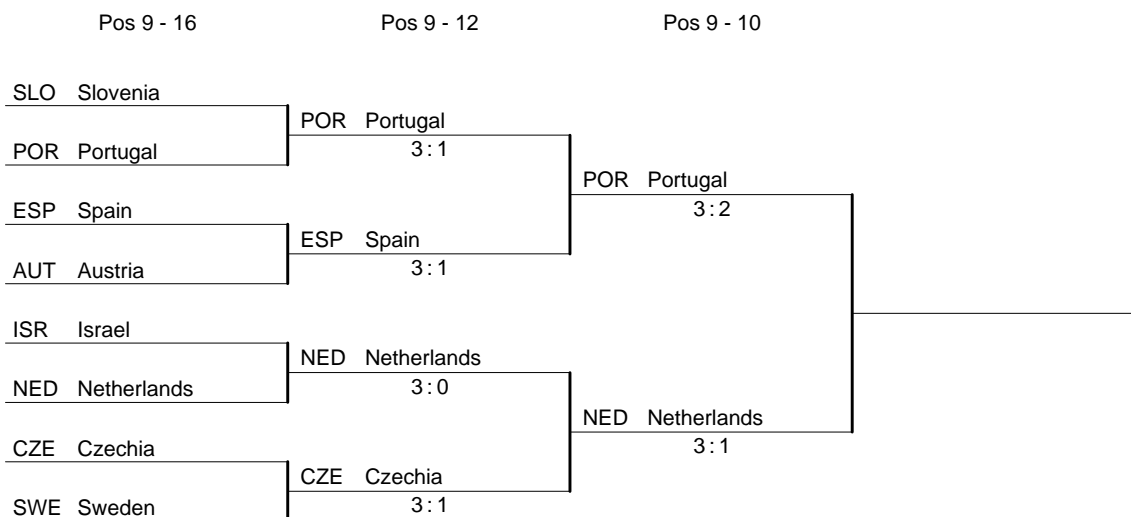 Pos 9 - 16 Pos 9 - 12 Pos 9 - 10
SLO Slovenia
POR Portugal
3 : 1
POR Portugal
POR Portugal
3 : 2
ESP Spain
ESP Spain
3 : 1
AUT Austria
ISR Israel
NED Netherlands
3 : 0
NED Netherlands
NED Netherlands
3 : 1
CZE Czechia
CZE Czechia
3 : 1
SWE Sweden